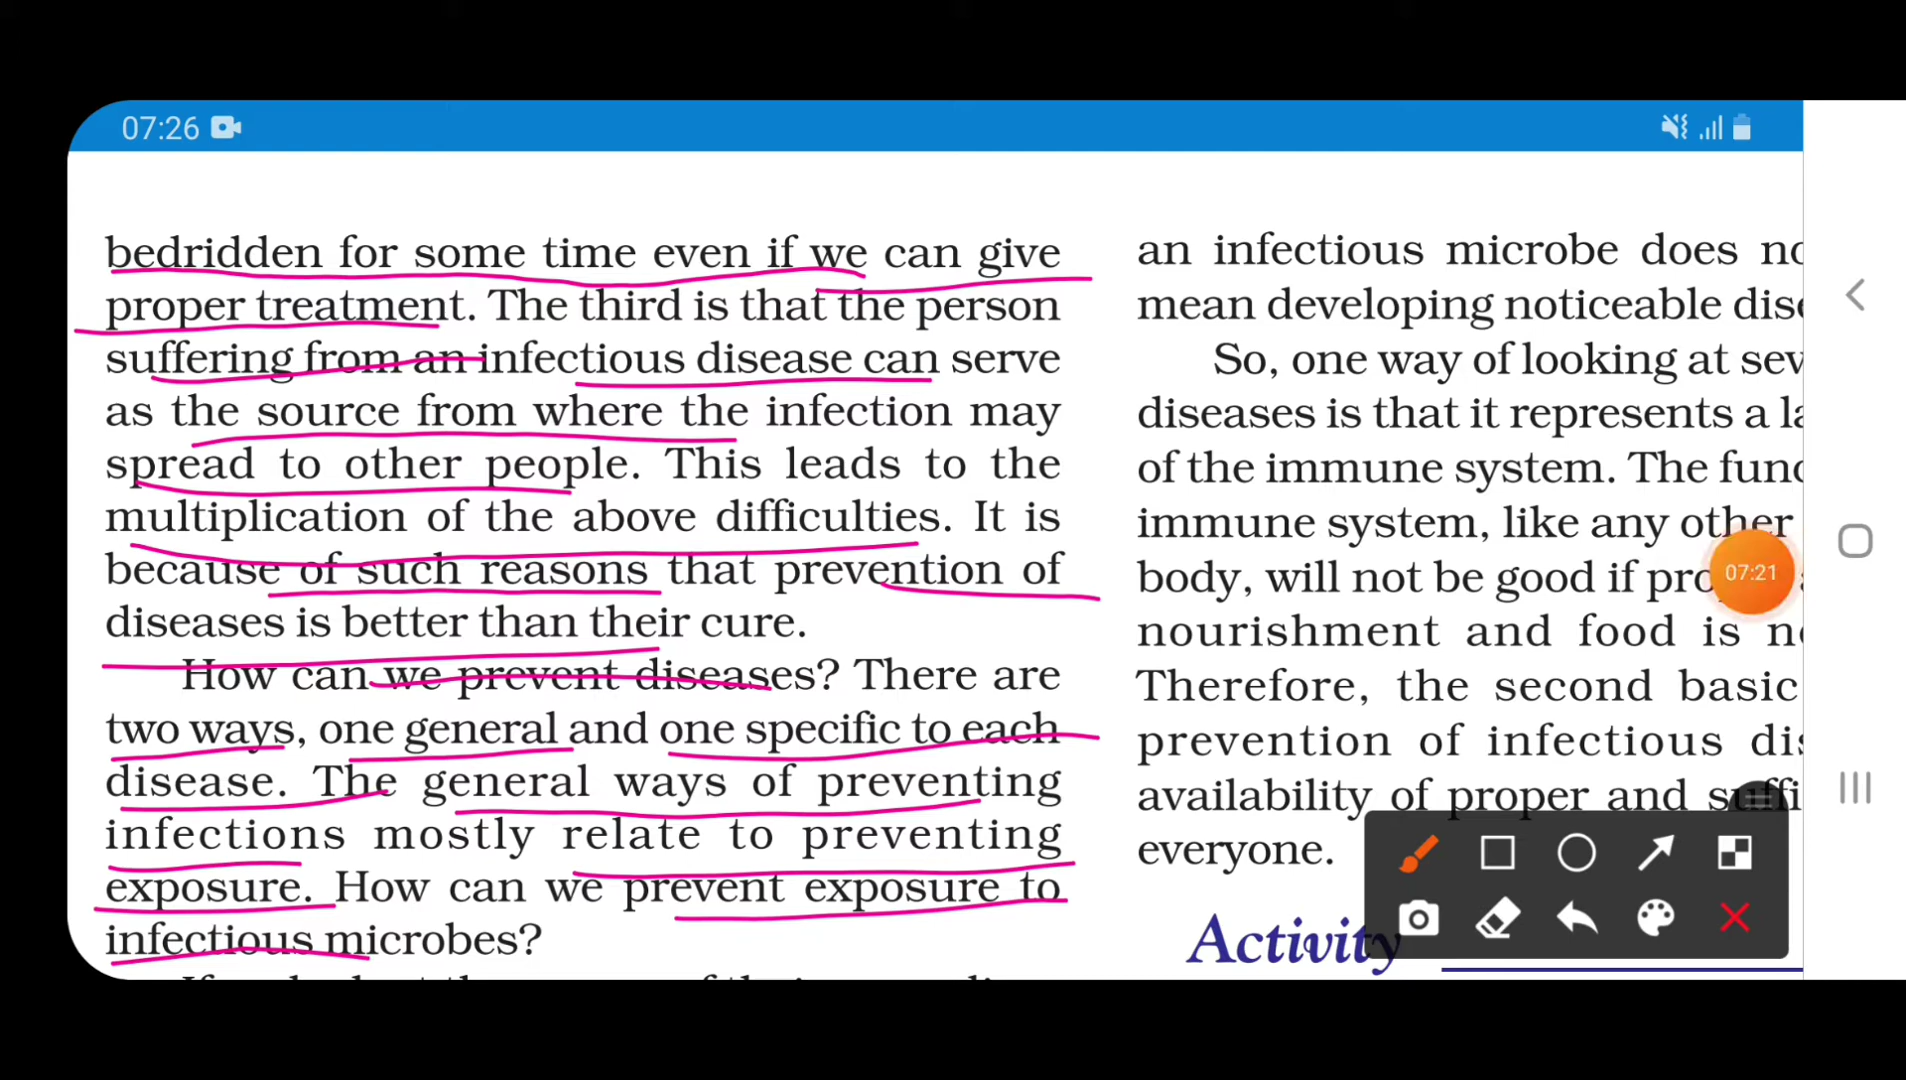 07:26
bedridden for some time even if we can give
proper treatment. The third is that the person
suffering from an infectious disease can serve
as the source from where the infection may
spread to other people. This leads to the
multiplication of the above difficulties. It is
because of such reasons that prevention of
diseases is better than their cure.
How can we prevent diseases? There are
two ways, one general and one specific to each
disease. The general ways of preventing
infections mostly relate to preventing
exposure. How can we prevent exposure to
infectious microbes?
an infectious microbe does
mean developing noticeable
So, one way of looking at
diseases is that it represents a
of the immune system. The
immune system, like any other
body, will not be good if
nourishment and food is
Therefore, the second basic
prevention of infectious
availability of proper and
everyone.
Activity
07:21